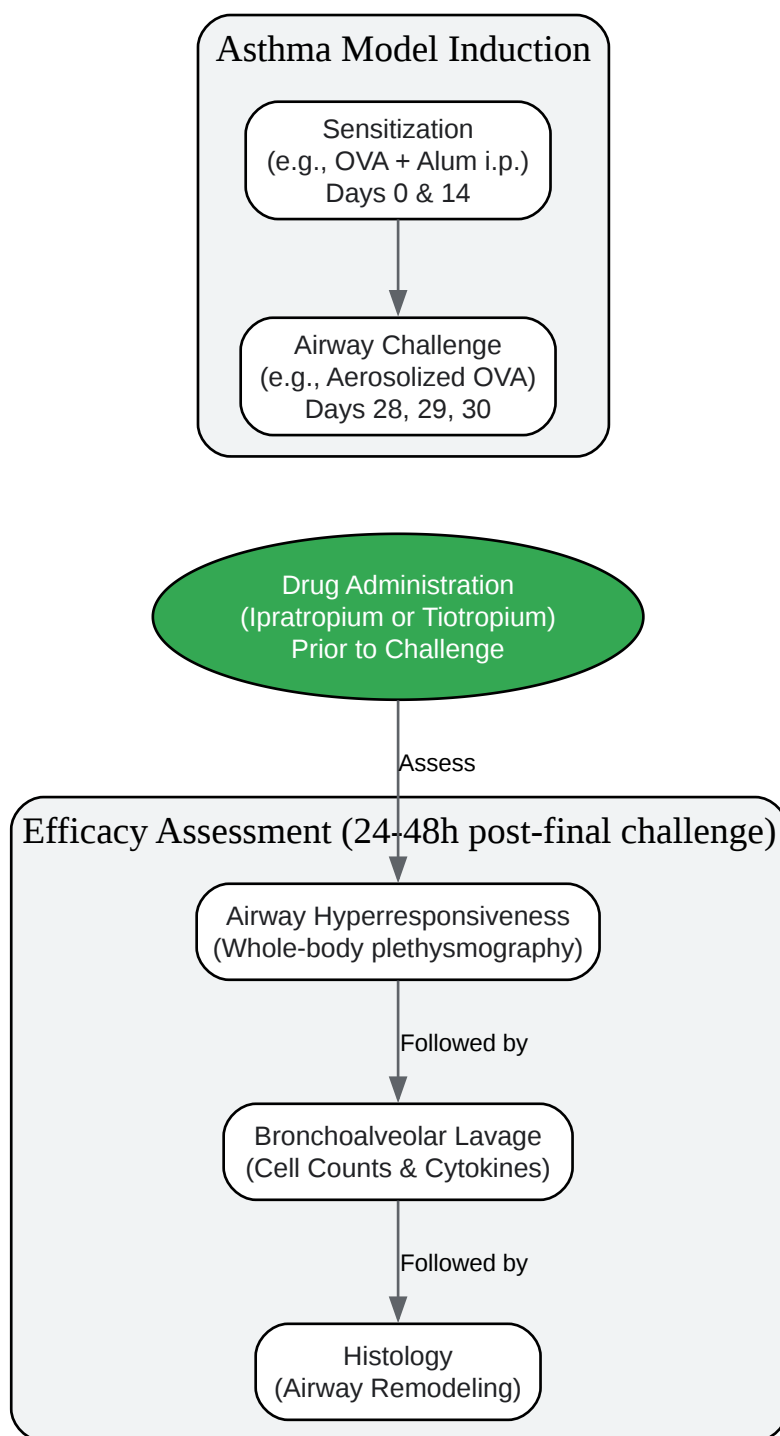 Asthma Model Induction
Sensitization
(e.g., OVA + Alum i.p.)
Days 0 & 14
Airway Challenge
(e.g., Aerosolized OVA)
Days 28, 29, 30
Drug Administration
(Ipratropium or Tiotropium)
Prior to Challenge
Assess
Efficacy Assessment (24-48h post-final challenge)
Airway Hyperresponsiveness
(Whole-body plethysmography)
Followed by
Bronchoalveolar Lavage
(Cell Counts & Cytokines)
Followed by
Histology
(Airway Remodeling)